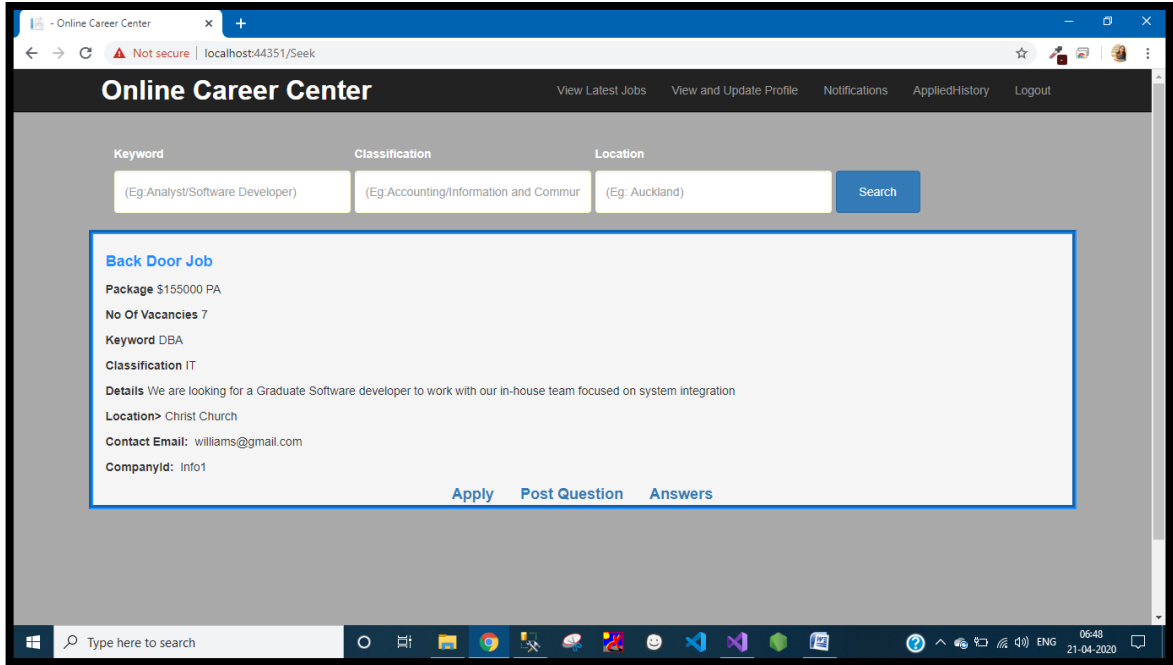 - Online Career Center
Not secure | localhost:44351/Seek
Online Career Center
View Latest Jobs View and Update Profile Notifications AppliedHistory Logout
Keyword Classification Location
(Eg:Analyst/Software Developer) (Eg:Accounting/Information and Commur (Eg: Auckland) Search
Back Door Job
Package $155000 PA
No Of Vacancies 7
Keyword DBA
Classification IT
Details We are looking for a Graduate Software developer to work with our in-house team focused on system integration
Location> Christ Church
Contact Email: williams@gmail.com
CompanyId: Info1
Apply Post Question Answers
Type here to search
ENG
06:48
21-04-2020